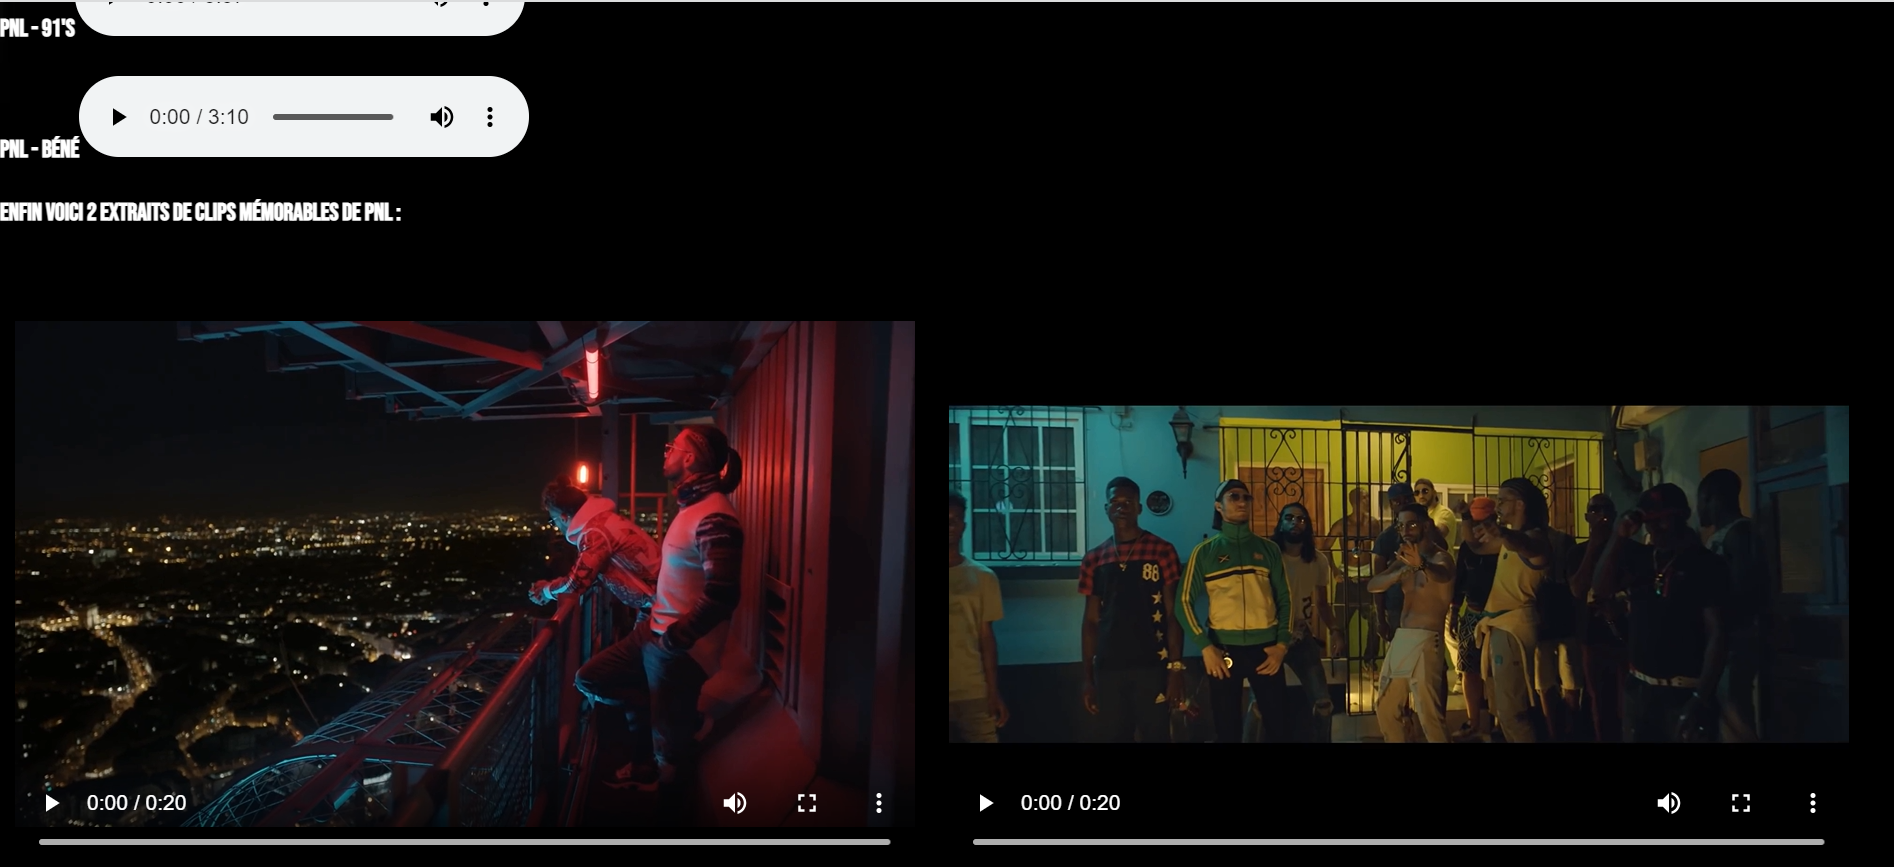 PNL - 91'S
0:00 / 3:10
PNL - BÉNÉ
ENFIN VOICI 2 EXTRAITS DE CLIPS MÉMORABLES DE PNL :
88
0:00 / 0:20
0:00 / 0:20